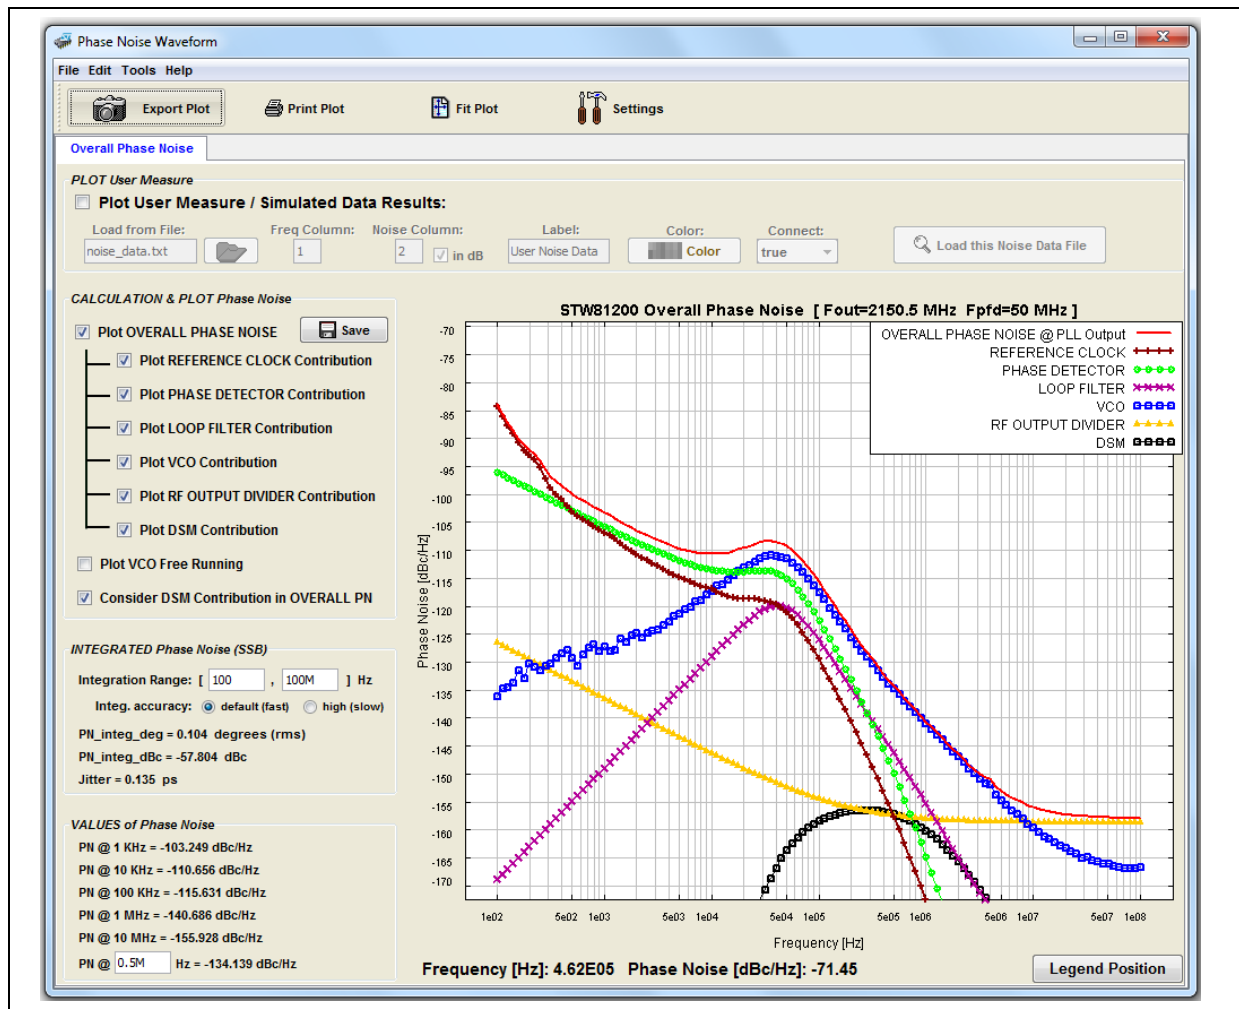 Phase Noise Waveform
File Edit Tools Help
Export Plot Print Plot Fit Plot Settings
Overall Phase Noise
PLOT User Measure
Plot User Measure / Simulated Data Results:
Load from File: Freq Column: Noise Column: Label: Color: Connect:
noise_data.txt 1 2 in dB User Noise Data Color true Load this Noise Data File
CALCULATION & PLOT Phase Noise
Plot OVERALL PHASE NOISE Save
Plot REFERENCE CLOCK Contribution
Plot PHASE DETECTOR Contribution
Plot LOOP FILTER Contribution
Plot VCO Contribution
Plot RF OUTPUT DIVIDER Contribution
Plot DSM Contribution
Plot VCO Free Running
Consider DSM Contribution in OVERALL PN
INTEGRATED Phase Noise (SSB)
Integration Range: [ 100 , 100M ] Hz
Integ. accuracy: default (fast) high (slow)
PN_integ_deg = 0.104 degrees (rms)
PN_integ_dBc = -57.804 dBc
Jitter = 0.135 ps
VALUES of Phase Noise
PN @ 1 KHz = -103.249 dBc/Hz
PN @ 10 KHz = -110.656 dBc/Hz
PN @ 100 KHz = -115.631 dBc/Hz
PN @ 1 MHz = -140.686 dBc/Hz
PN @ 10 MHz = -155.928 dBc/Hz
PN @ 0.5M Hz = -134.139 dBc/Hz
STW81200 Overall Phase Noise [ Fout=2150.5 MHz Fpfd=50 MHz ]
OVERALL PHASE NOISE @ PLL Output
REFERENCE CLOCK
PHASE DETECTOR
LOOP FILTER
VCO
RF OUTPUT DIVIDER
DSM
Phase Noise [dBc/Hz]
-70
-75
-80
-85
-90
-95
-100
-105
-110
-115
-120
-125
-130
-135
-140
-145
-150
-155
-160
-165
-170
1e02 5e02 1e03 5e03 1e04 5e04 1e05 5e05 1e06 5e06 1e07 5e07 1e08
Frequency [Hz]
Frequency [Hz]: 4.62E05 Phase Noise [dBc/Hz]: -71.45
Legend Position